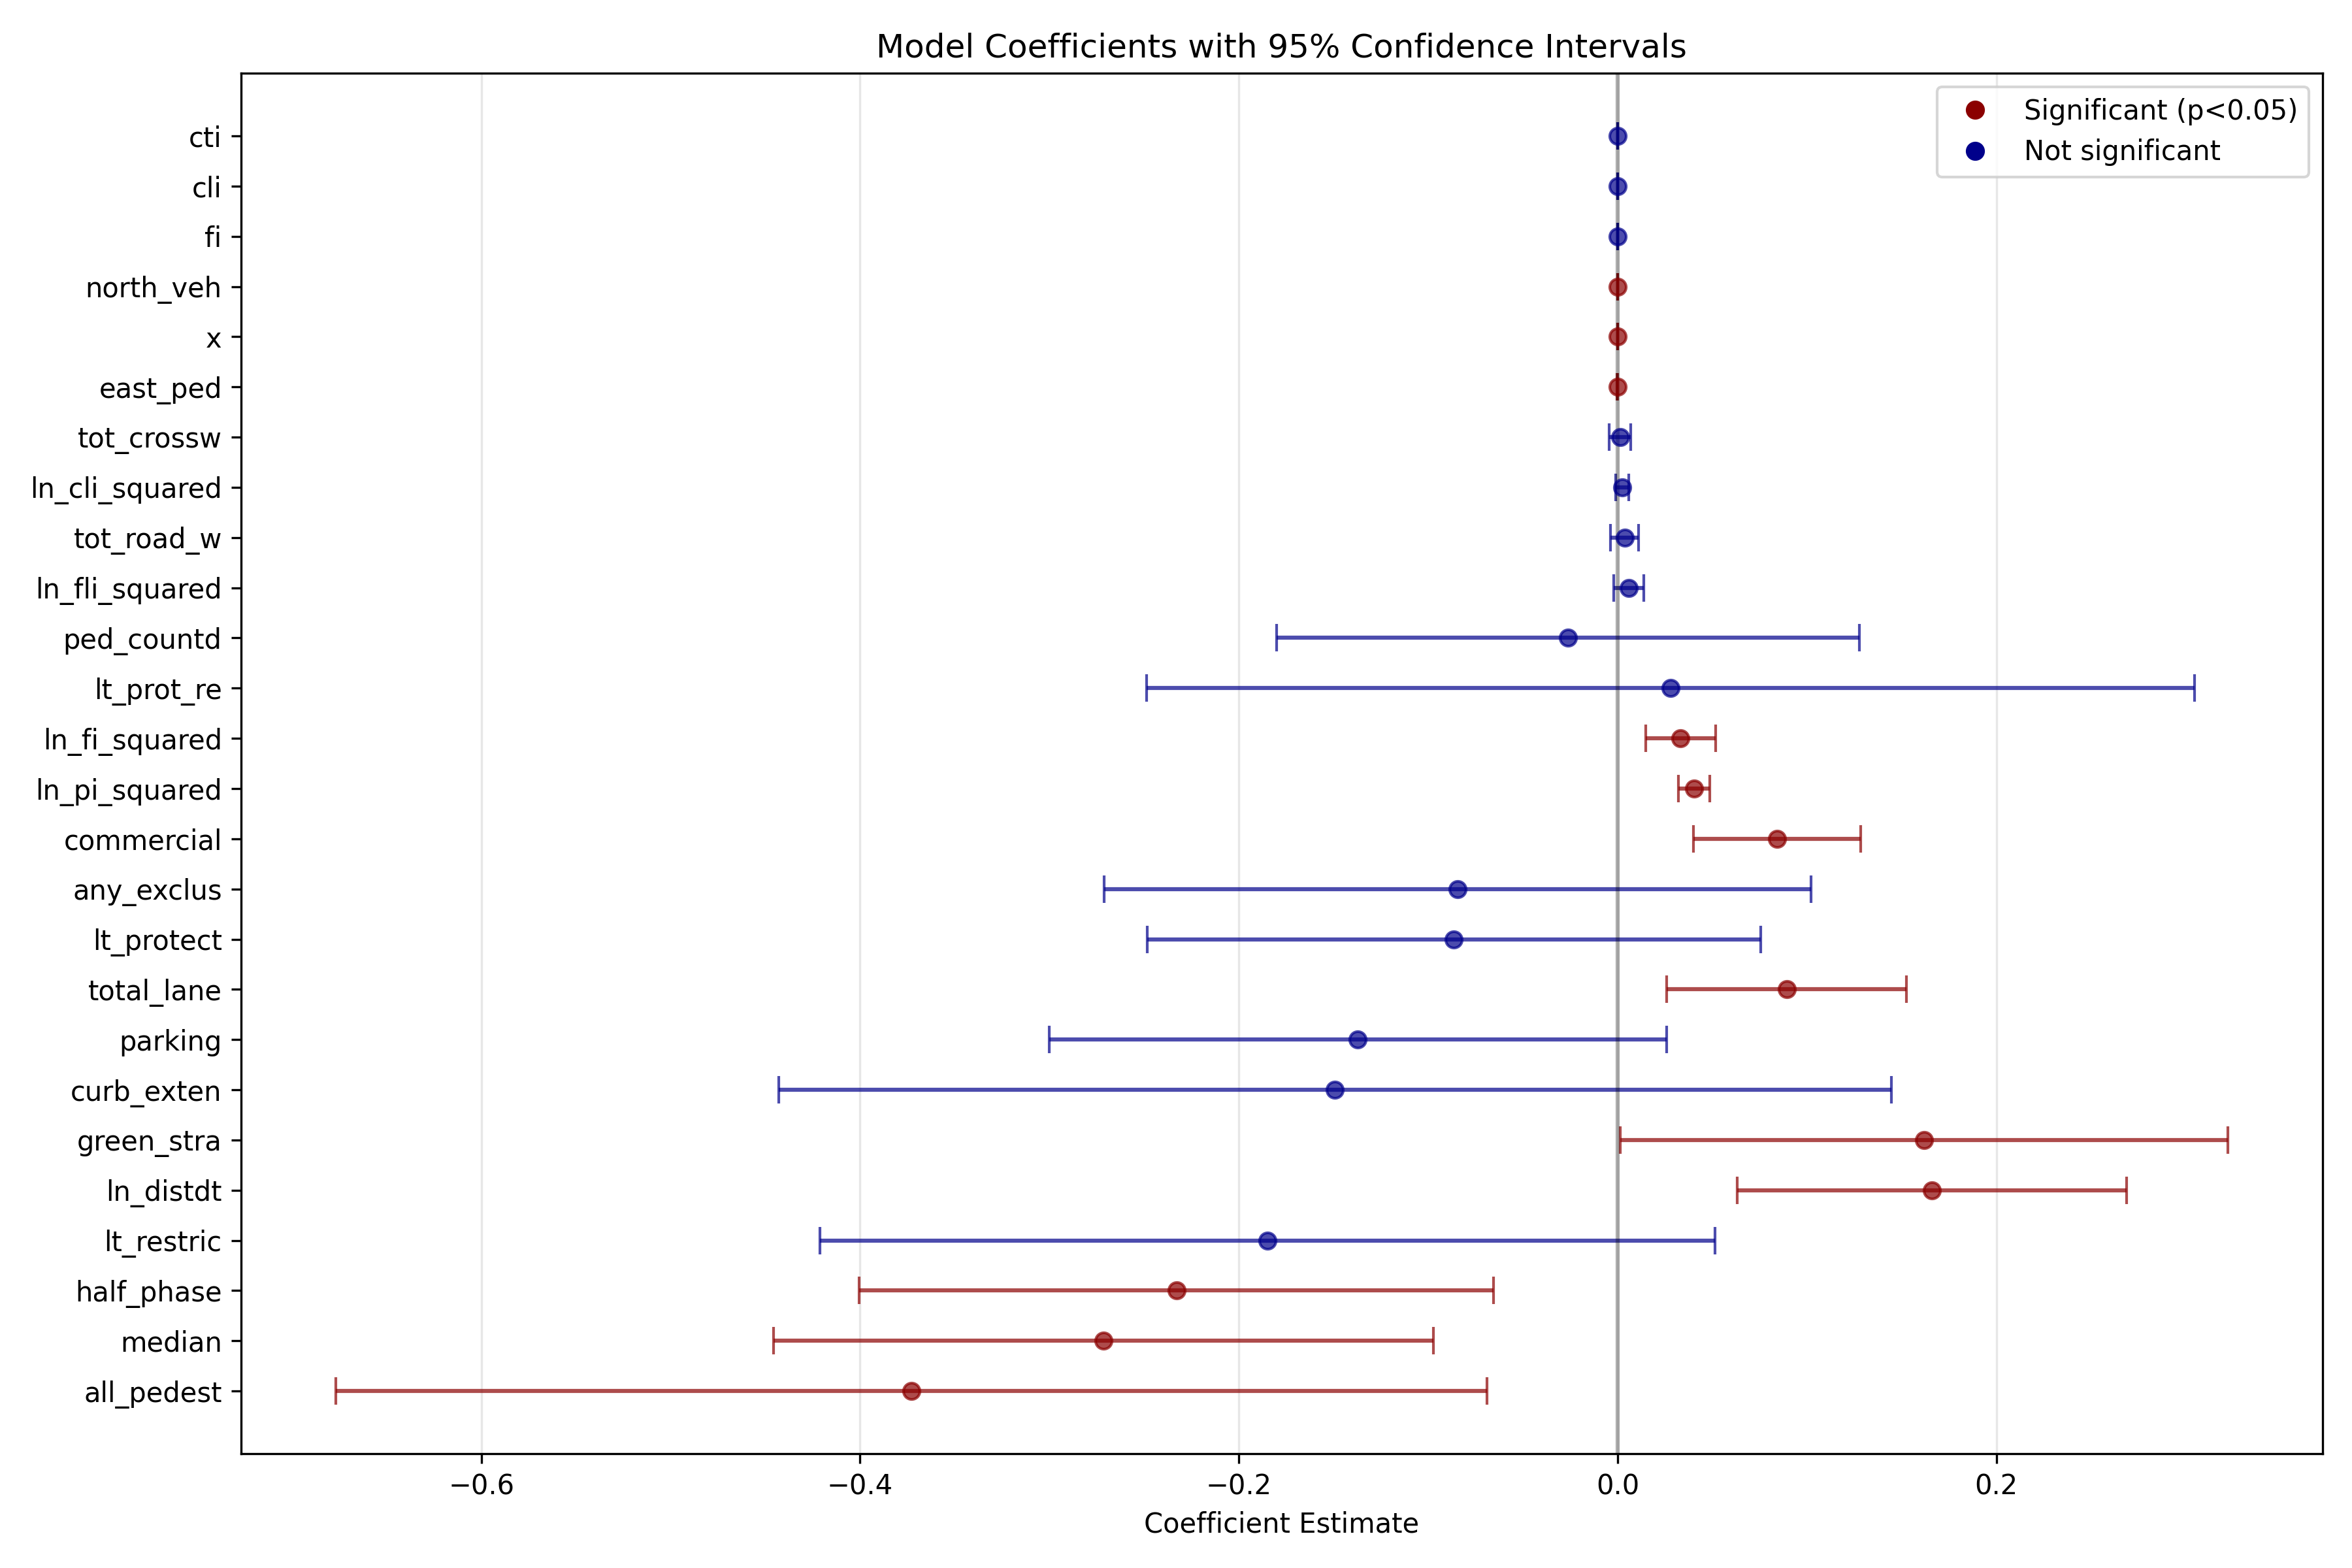 Model Coefficients with 95% Confidence Intervals
Significant (p<0.05)
Not significant
cti
cli
fi
north_veh
x
east_ped
tot_crossw
ln_cli_squared
tot_road_w
ln_fli_squared
ped_countd
lt_prot_re
ln_fi_squared
ln_pi_squared
commercial
any_exclus
lt_protect
total_lane
parking
curb_exten
green_stra
ln_distdt
lt_restric
half_phase
median
all_pedest
−0.6 −0.4 −0.2 0.0 0.2
Coefficient Estimate